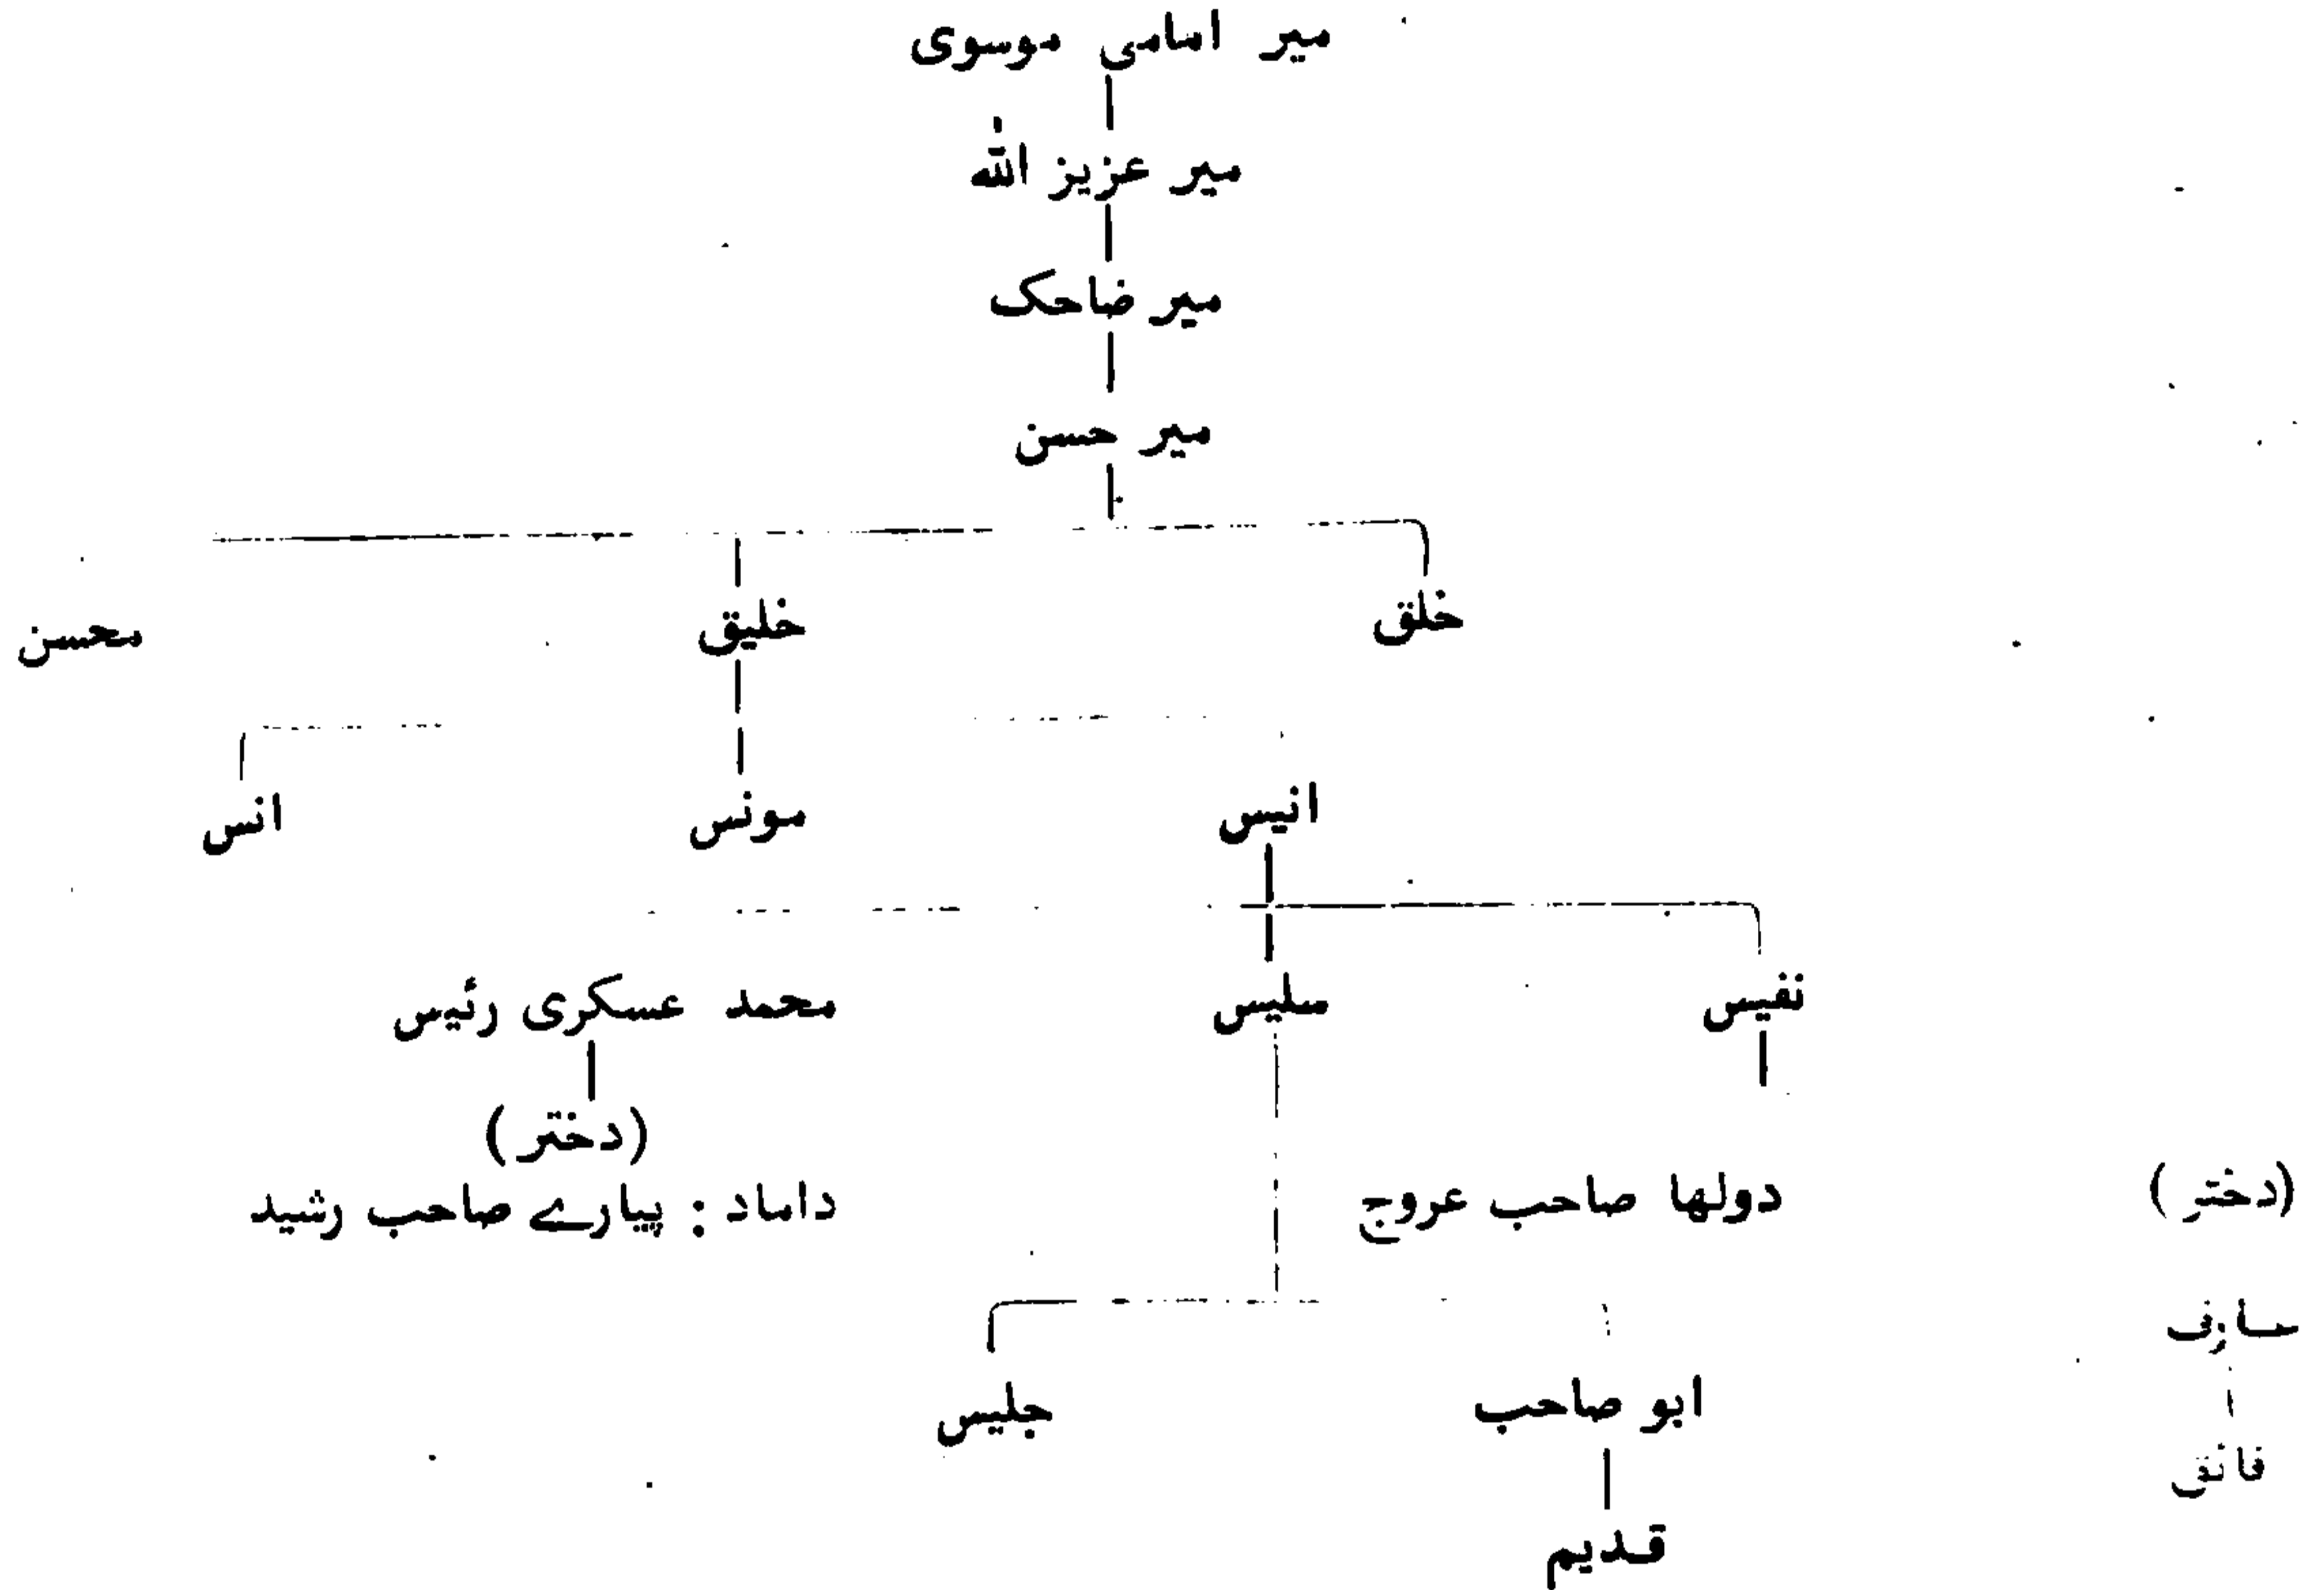 میر امامی موسوی
میر عزیز اللہ
میر ضاحک
میر حسن
خلق خلیق محسن
انیس مونس انس
نفیس سلیس محمد عسکری رئیس
(دختر)
(دختر) دولھا صاحب عروج داماد : پیارے صاحب رشید
ابو صاحب جلیس
فائق
قدیم